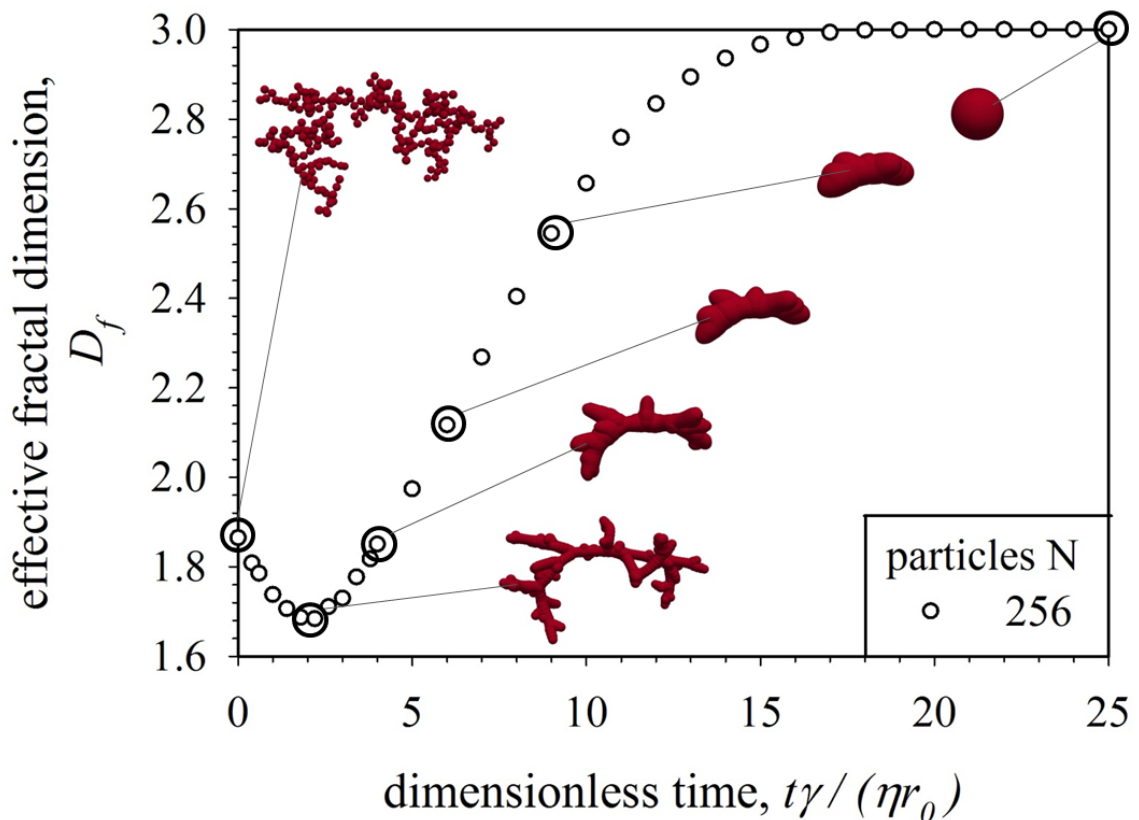 effective fractal dimension,
D_f
3.0
2.8
2.6
2.4
2.2
2.0
1.8
1.6
particles N
256
0 5 10 15 20 25
dimensionless time, tγ/(ηr₀)